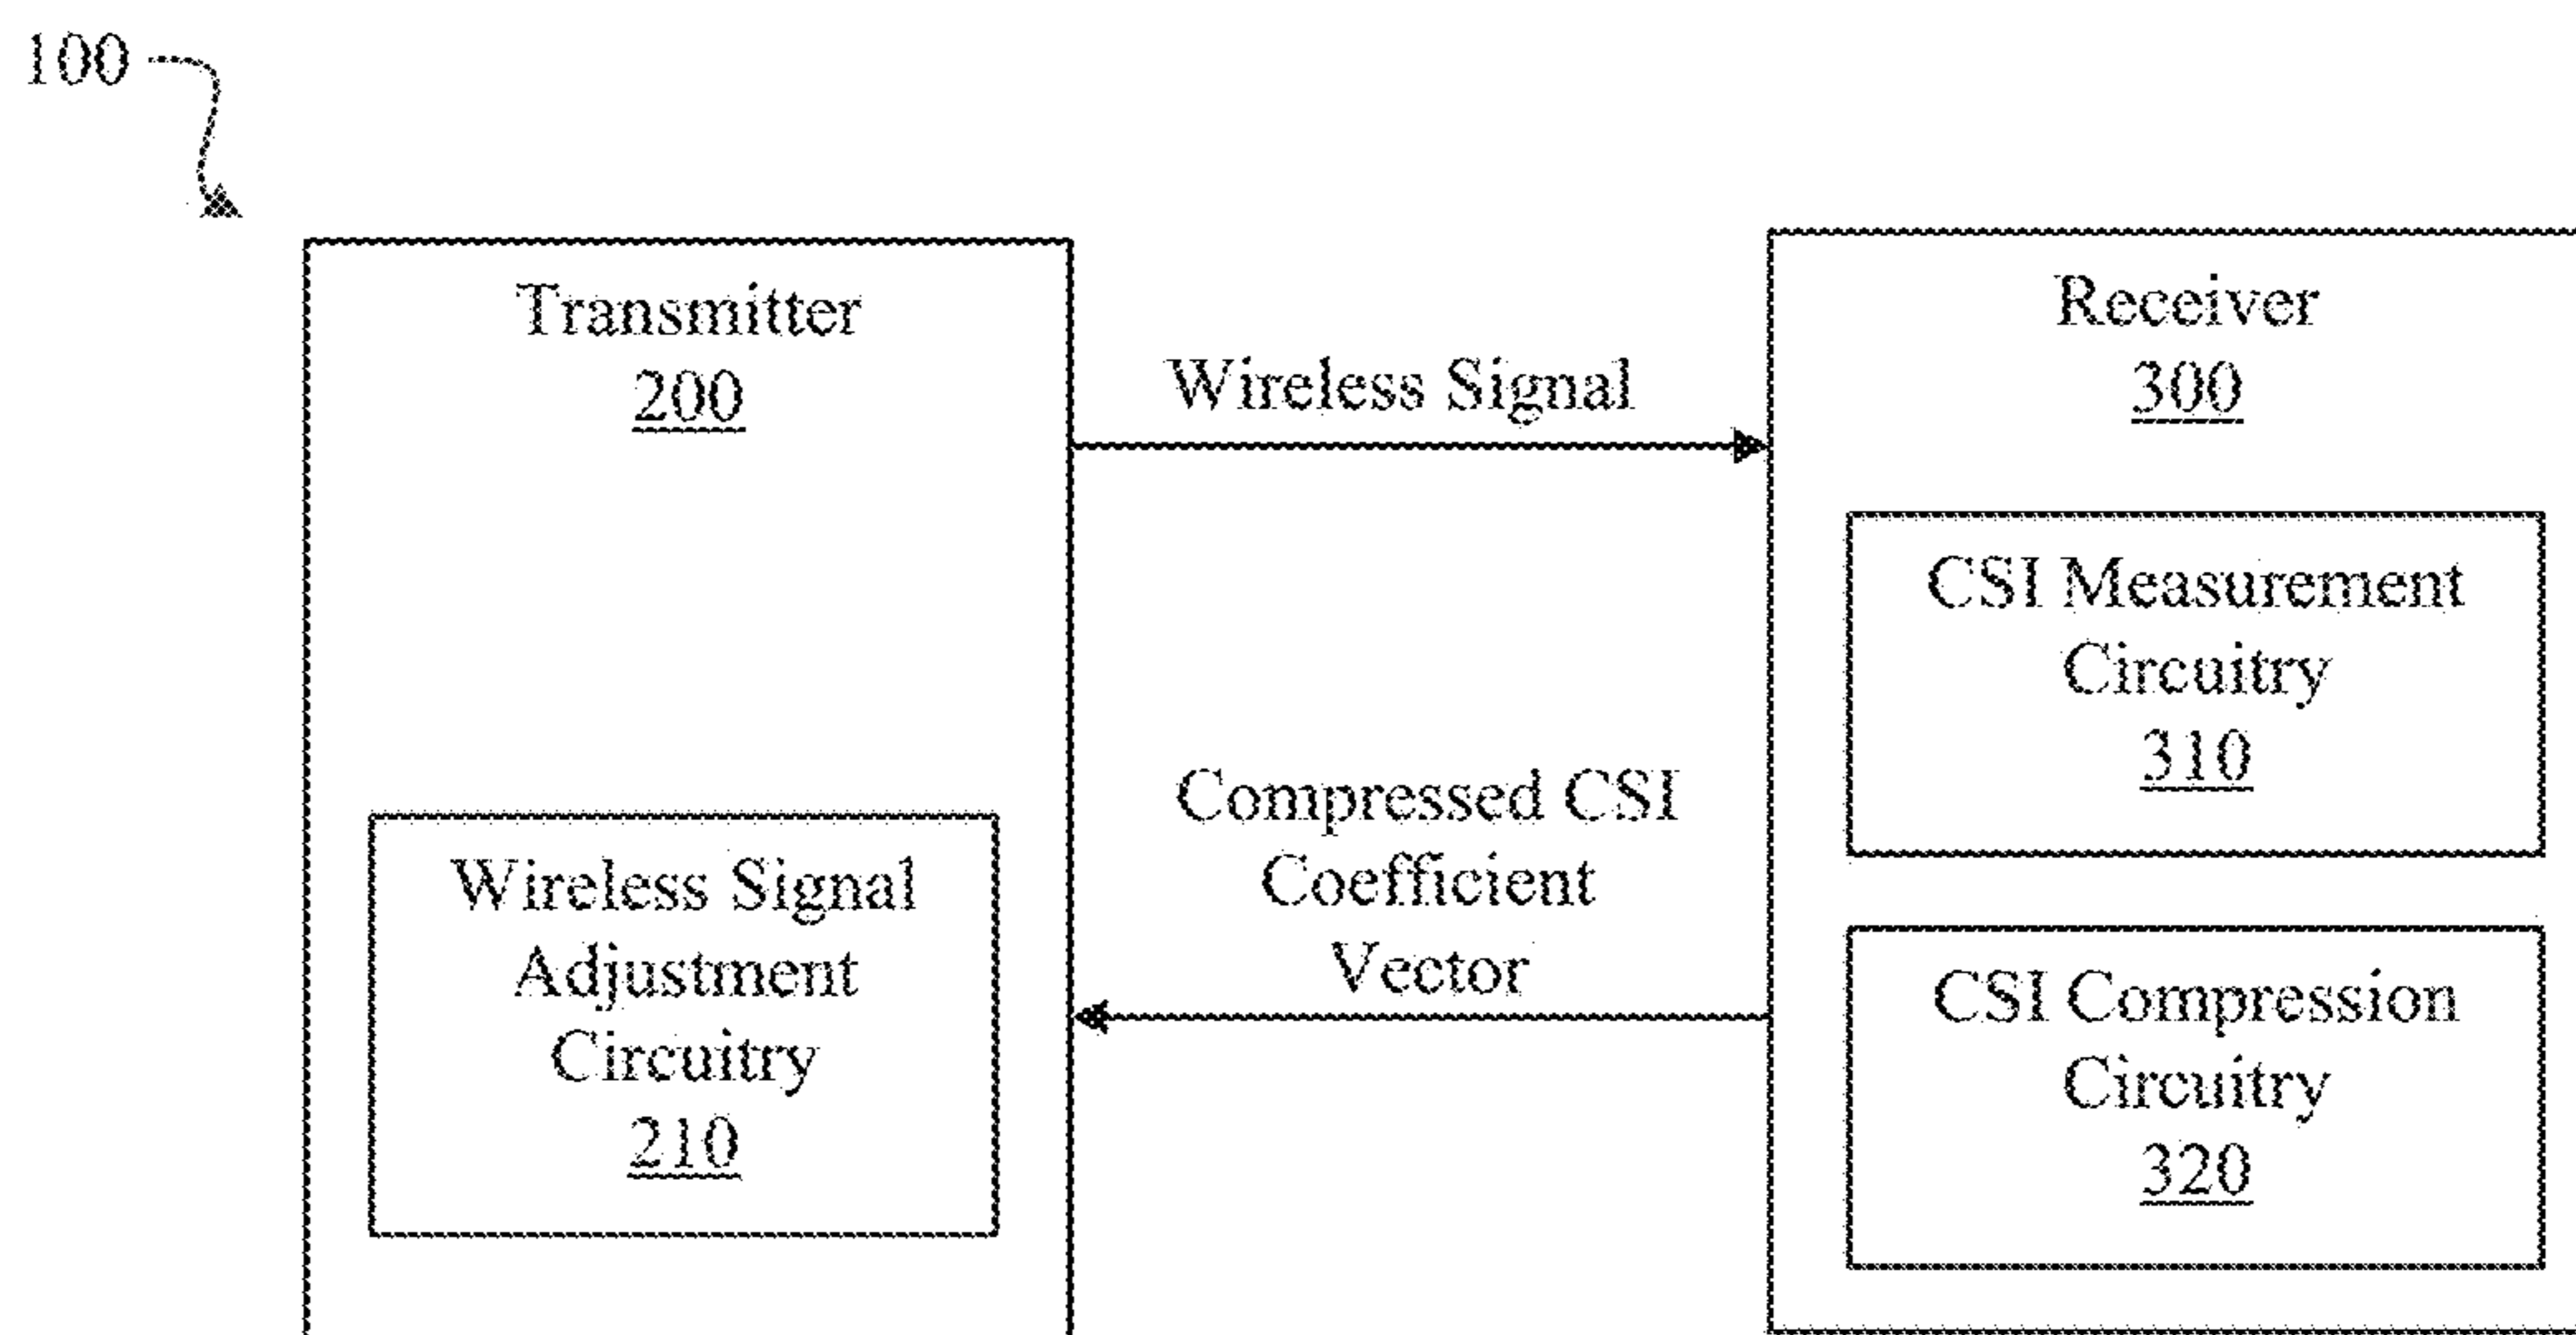 100
Transmitter
200
Wireless Signal
Adjustment
Circuitry
210
Wireless Signal
Compressed CSI
Coefficient
Vector
Receiver
300
CSI Measurement
Circuitry
310
CSI Compression
Circuitry
320